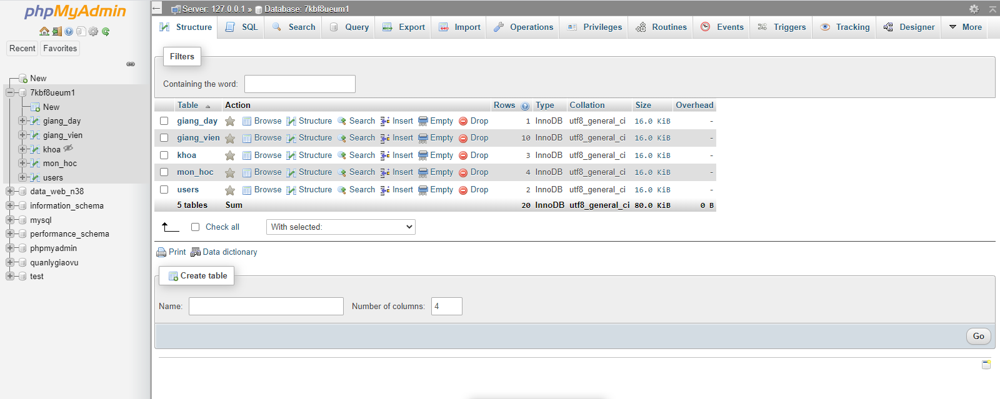 phpMyAdmin
Recent Favorites
New
7kbf8ueum1
New
giang_day
giang_vien
khoa
mon_hoc
users
data_web_n38
information_schema
mysql
performance_schema
phpmyadmin
quanlygiaovu
test
Server: 127.0.0.1 » Database: 7kbf8ueum1
Structure SQL Search Query Export Import Operations Privileges Routines Events Triggers Tracking Designer More
Filters
Containing the word:
Table Action Rows Type Collation Size Overhead
giang_day Browse Structure Search Insert Empty Drop 1 InnoDB utf8_general_ci 16.0 KiB -
giang_vien Browse Structure Search Insert Empty Drop 10 InnoDB utf8_general_ci 16.0 KiB -
khoa Browse Structure Search Insert Empty Drop 3 InnoDB utf8_general_ci 16.0 KiB -
mon_hoc Browse Structure Search Insert Empty Drop 4 InnoDB utf8_general_ci 16.0 KiB -
users Browse Structure Search Insert Empty Drop 2 InnoDB utf8_general_ci 16.0 KiB -
5 tables Sum 20 InnoDB utf8_general_ci 80.0 KiB 0 B
Check all With selected:
Print Data dictionary
Create table
Name: Number of columns: 4
Go